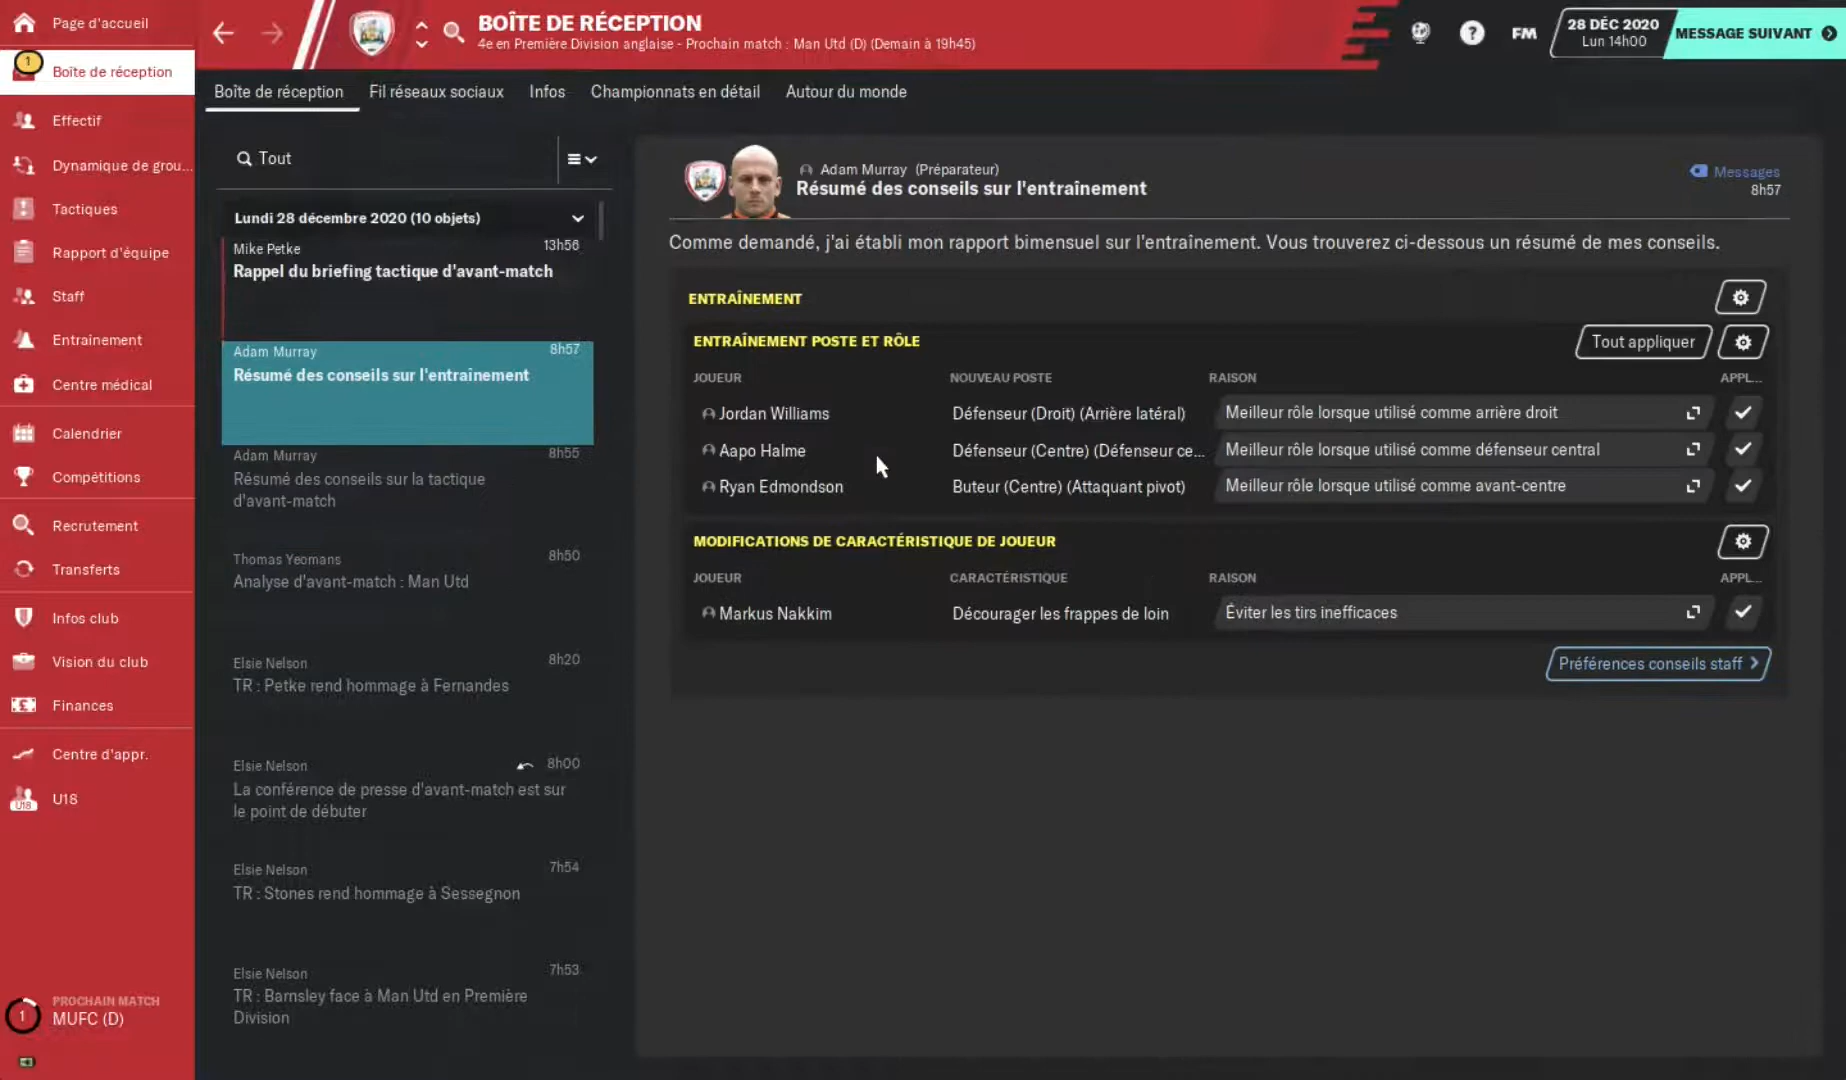 Page d'accueil
1
Boîte de réception
Effectif
Dynamique de grou...
Tactiques
Rapport d'équipe
Staff
Entraînement
Centre médical
Calendrier
Compétitions
Recrutement
Transferts
Infos club
Vision du club
Finances
Centre d'appr.
U18
U18
PROCHAIN MATCH
1
MUFC (D)
BOÎTE DE RÉCEPTION
4e en Première Division anglaise - Prochain match : Man Utd (D) (Demain à 19h45)
?
FM
28 DÉC 2020
Lun 14h00
MESSAGE SUIVANT
Boîte de réception
Fil réseaux sociaux
Infos
Championnats en détail
Autour du monde
Tout
Lundi 28 décembre 2020 (10 objets)
Mike Petke
13h56
Rappel du briefing tactique d'avant-match
Adam Murray
8h57
Résumé des conseils sur l'entraînement
Adam Murray
8h55
Résumé des conseils sur la tactique
d'avant-match
Thomas Yeomans
8h50
Analyse d'avant-match : Man Utd
Elsie Nelson
8h20
TR : Petke rend hommage à Fernandes
Elsie Nelson
8h00
La conférence de presse d'avant-match est sur
le point de débuter
Elsie Nelson
7h54
TR : Stones rend hommage à Sessegnon
Elsie Nelson
7h53
TR : Barnsley face à Man Utd en Première
Division
Adam Murray (Préparateur)
Résumé des conseils sur l'entraînement
Messages
8h57
Comme demandé, j'ai établi mon rapport bimensuel sur l'entraînement. Vous trouverez ci-dessous un résumé de mes conseils.
ENTRAÎNEMENT
ENTRAÎNEMENT POSTE ET RÔLE
Tout appliquer
JOUEUR NOUVEAU POSTE RAISON APPL...
Jordan Williams Défenseur (Droit) (Arrière latéral) Meilleur rôle lorsque utilisé comme arrière droit
Aapo Halme Défenseur (Centre) (Défenseur ce... Meilleur rôle lorsque utilisé comme défenseur central
Ryan Edmondson Buteur (Centre) (Attaquant pivot) Meilleur rôle lorsque utilisé comme avant-centre
MODIFICATIONS DE CARACTÉRISTIQUE DE JOUEUR
JOUEUR CARACTÉRISTIQUE RAISON APPL...
Markus Nakkim Décourager les frappes de loin Éviter les tirs inefficaces
Préférences conseils staff